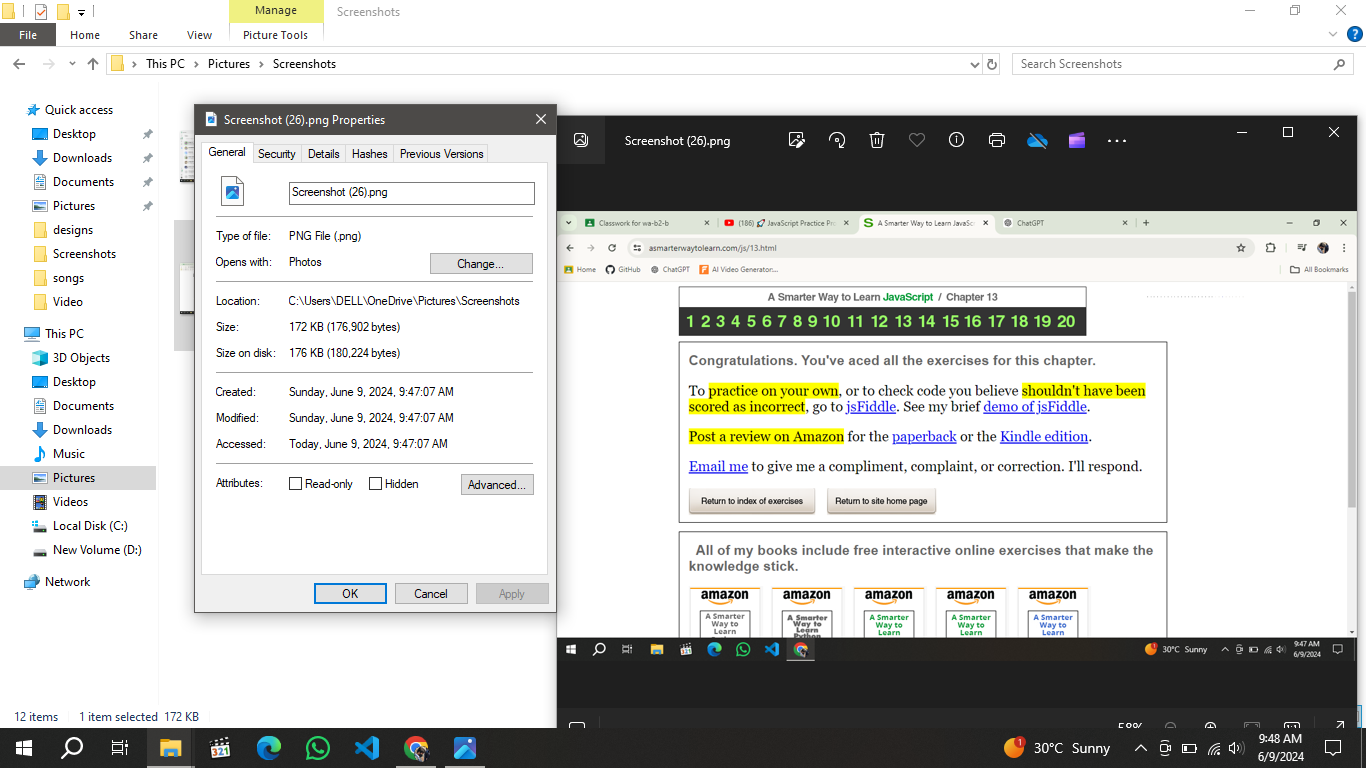 Manage
Screenshots
File
Home
Share
View
Picture Tools
This PC
Pictures
Screenshots
Search Screenshots
Quick access
Desktop
Downloads
Documents
Pictures
designs
Screenshots
songs
Video
This PC
3D Objects
Desktop
Documents
Downloads
Music
Pictures
Videos
Local Disk (C:)
New Volume (D:)
Network
12 items 1 item selected 172 KB
Screenshot (26).png Properties
General Security Details Hashes Previous Versions
Screenshot (26).png
Type of file: PNG File (.png)
Opens with: Photos Change...
Location: C:\Users\DELL\OneDrive\Pictures\Screenshots
Size: 172 KB (176,902 bytes)
Size on disk: 176 KB (180,224 bytes)
Created: Sunday, June 9, 2024, 9:47:07 AM
Modified: Sunday, June 9, 2024, 9:47:07 AM
Accessed: Today, June 9, 2024, 9:47:07 AM
Attributes: Read-only Hidden Advanced...
OK Cancel Apply
Screenshot (26).png
Classwork for wa-b2-b
(186) 🚀 JavaScript Practice Pr
A Smarter Way to Learn JavaSc
ChatGPT
asmarterwaytolearn.com/js/13.html
Home GitHub ChatGPT AI Video Generator... All Bookmarks
A Smarter Way to Learn JavaScript / Chapter 13
1 2 3 4 5 6 7 8 9 10 11 12 13 14 15 16 17 18 19 20
Congratulations. You've aced all the exercises for this chapter.
To practice on your own, or to check code you believe shouldn't have been
scored as incorrect, go to jsFiddle. See my brief demo of jsFiddle.
Post a review on Amazon for the paperback or the Kindle edition.
Email me to give me a compliment, complaint, or correction. I'll respond.
Return to index of exercises Return to site home page
All of my books include free interactive online exercises that make the
knowledge stick.
amazon amazon amazon amazon amazon
A Smarter A Smarter A Smarter A Smarter A Smarter
Way to Way to Way to Way to Way to
Learn Learn Learn Learn Learn
30°C Sunny
9:47 AM
6/9/2024
58%
321
1
30°C Sunny
9:48 AM
6/9/2024